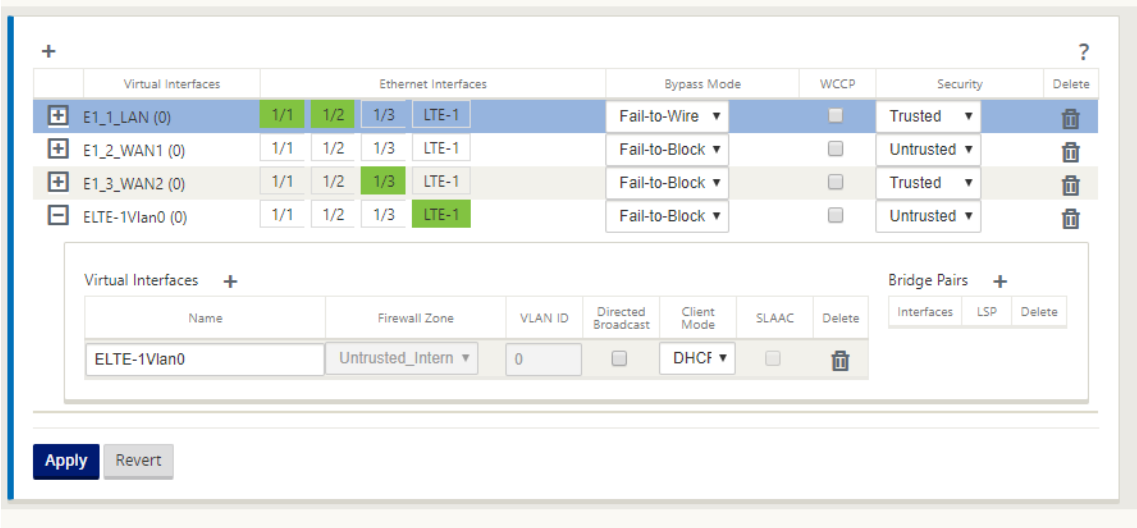 + ?
Virtual Interfaces Ethernet Interfaces Bypass Mode WCCP Security Delete
E1_1_LAN (0) 1/1 1/2 1/3 LTE-1 Fail-to-Wire Trusted
E1_2_WAN1 (0) 1/1 1/2 1/3 LTE-1 Fail-to-Block Untrusted
E1_3_WAN2 (0) 1/1 1/2 1/3 LTE-1 Fail-to-Block Trusted
ELTE-1Vlan0 (0) 1/1 1/2 1/3 LTE-1 Fail-to-Block Untrusted
Virtual Interfaces + Bridge Pairs +
Name Firewall Zone VLAN ID Directed Broadcast Client Mode SLAAC Delete Interfaces LSP Delete
ELTE-1Vlan0 Untrusted_Intern 0 DHCF
Apply Revert